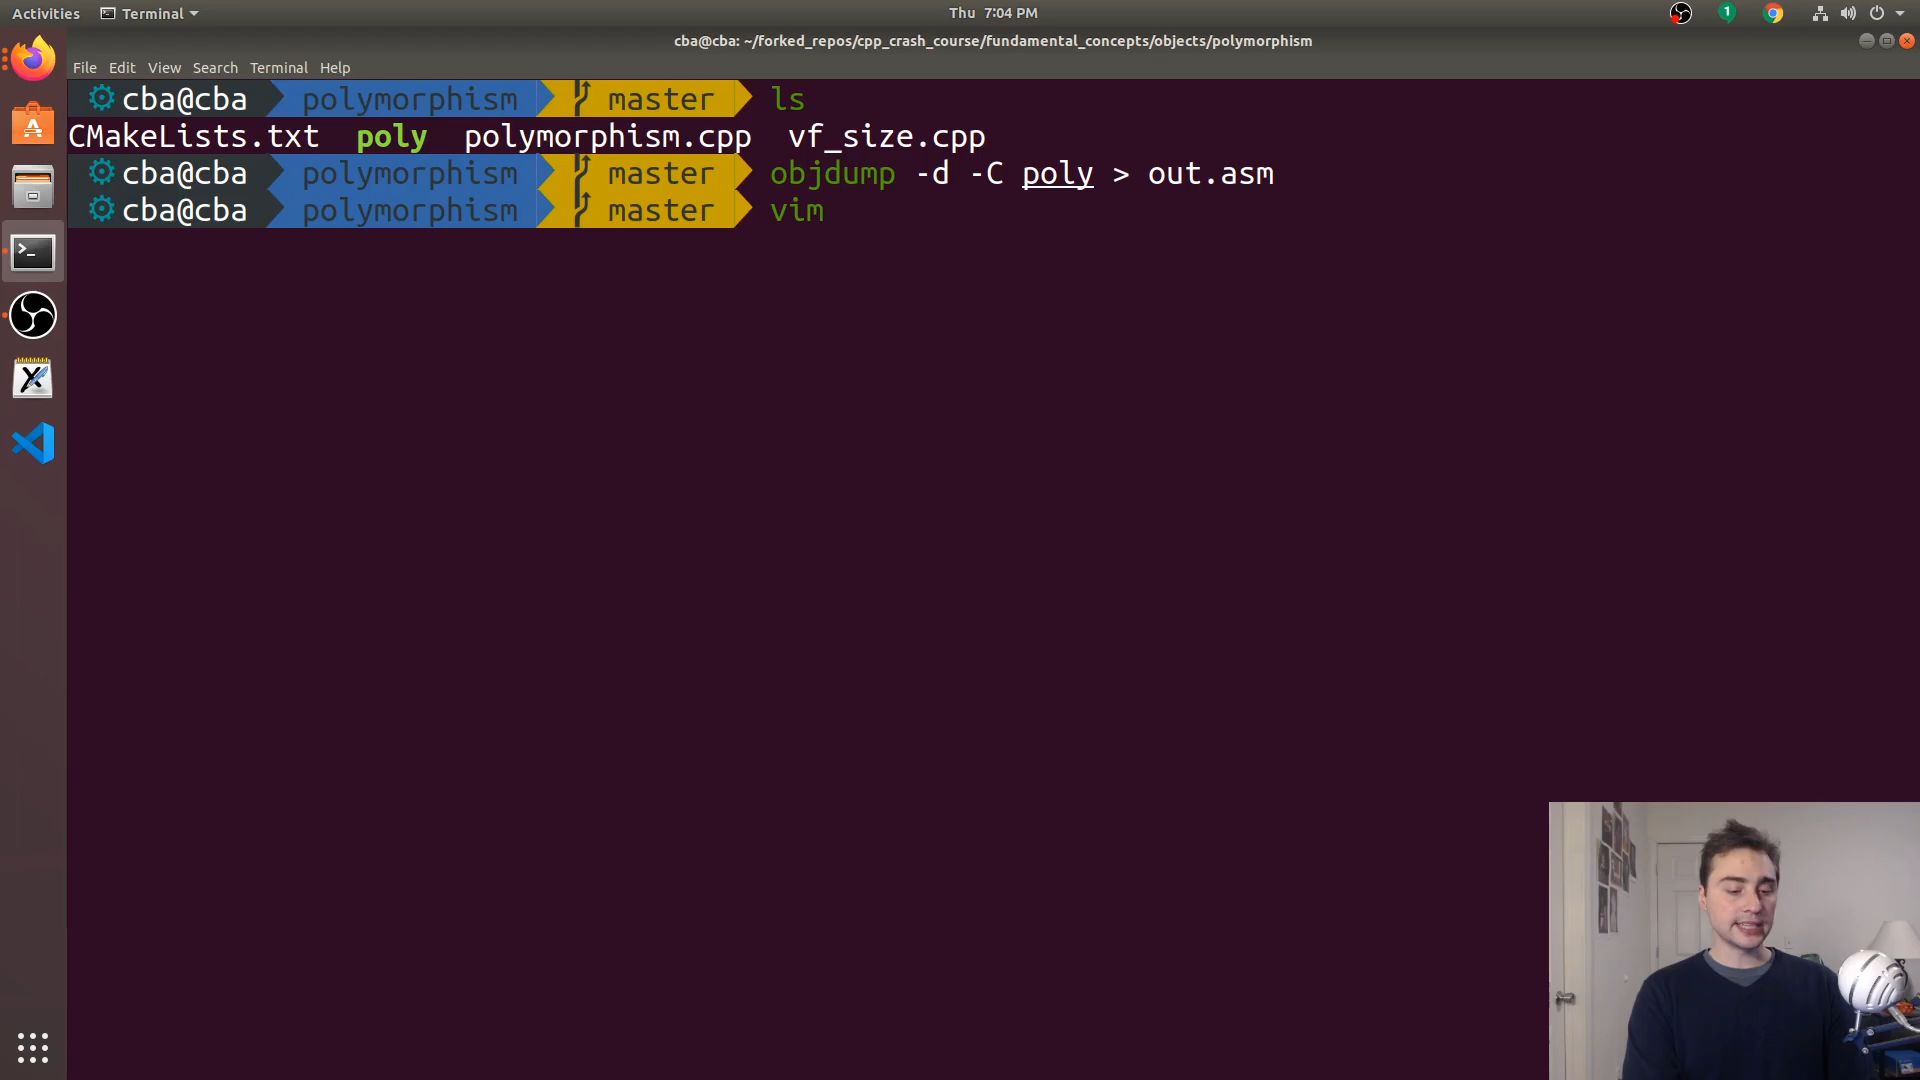 Activities Terminal Thu 7:04 PM 1
cba@cba: ~/forked_repos/cpp_crash_course/fundamental_concepts/objects/polymorphism
File Edit View Search Terminal Help
cba@cba polymorphism master ls
CMakeLists.txt poly polymorphism.cpp vf_size.cpp
cba@cba polymorphism master objdump -d -C poly > out.asm
cba@cba polymorphism master vim